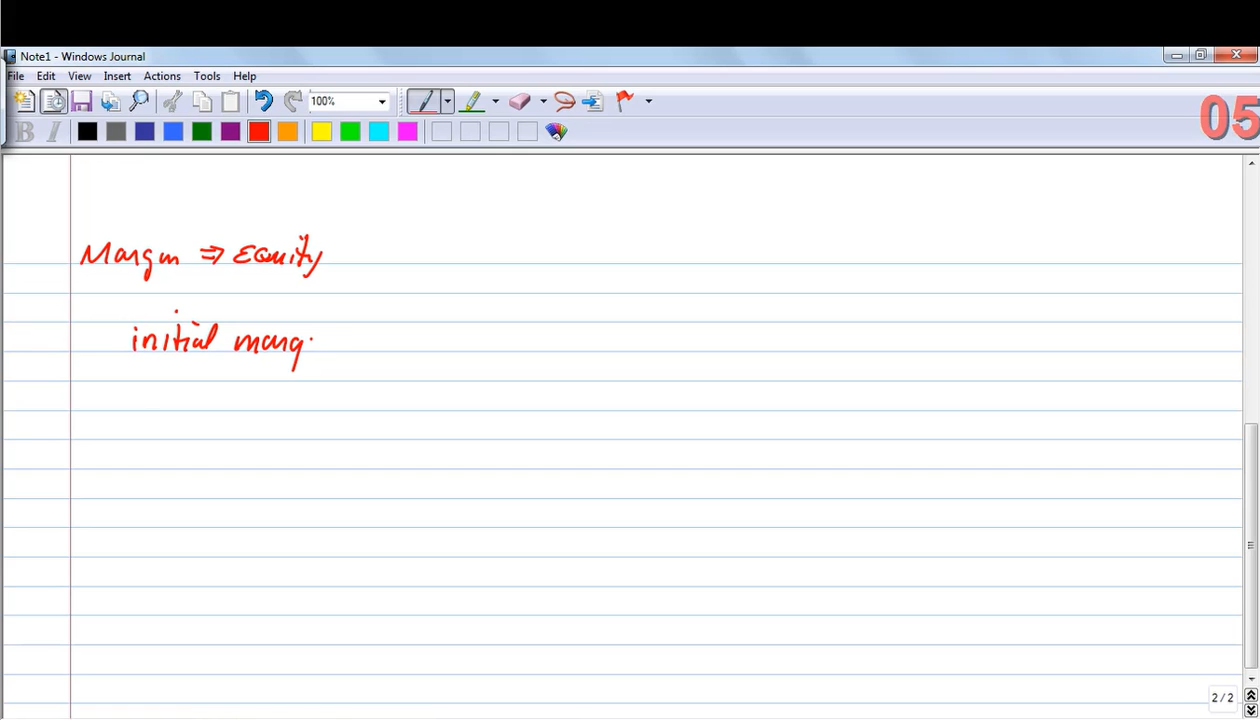 Note1 - Windows Journal
File Edit View Insert Actions Tools Help
100%
B I
05
Margin ⇒ Equity
initial marg
2 / 2